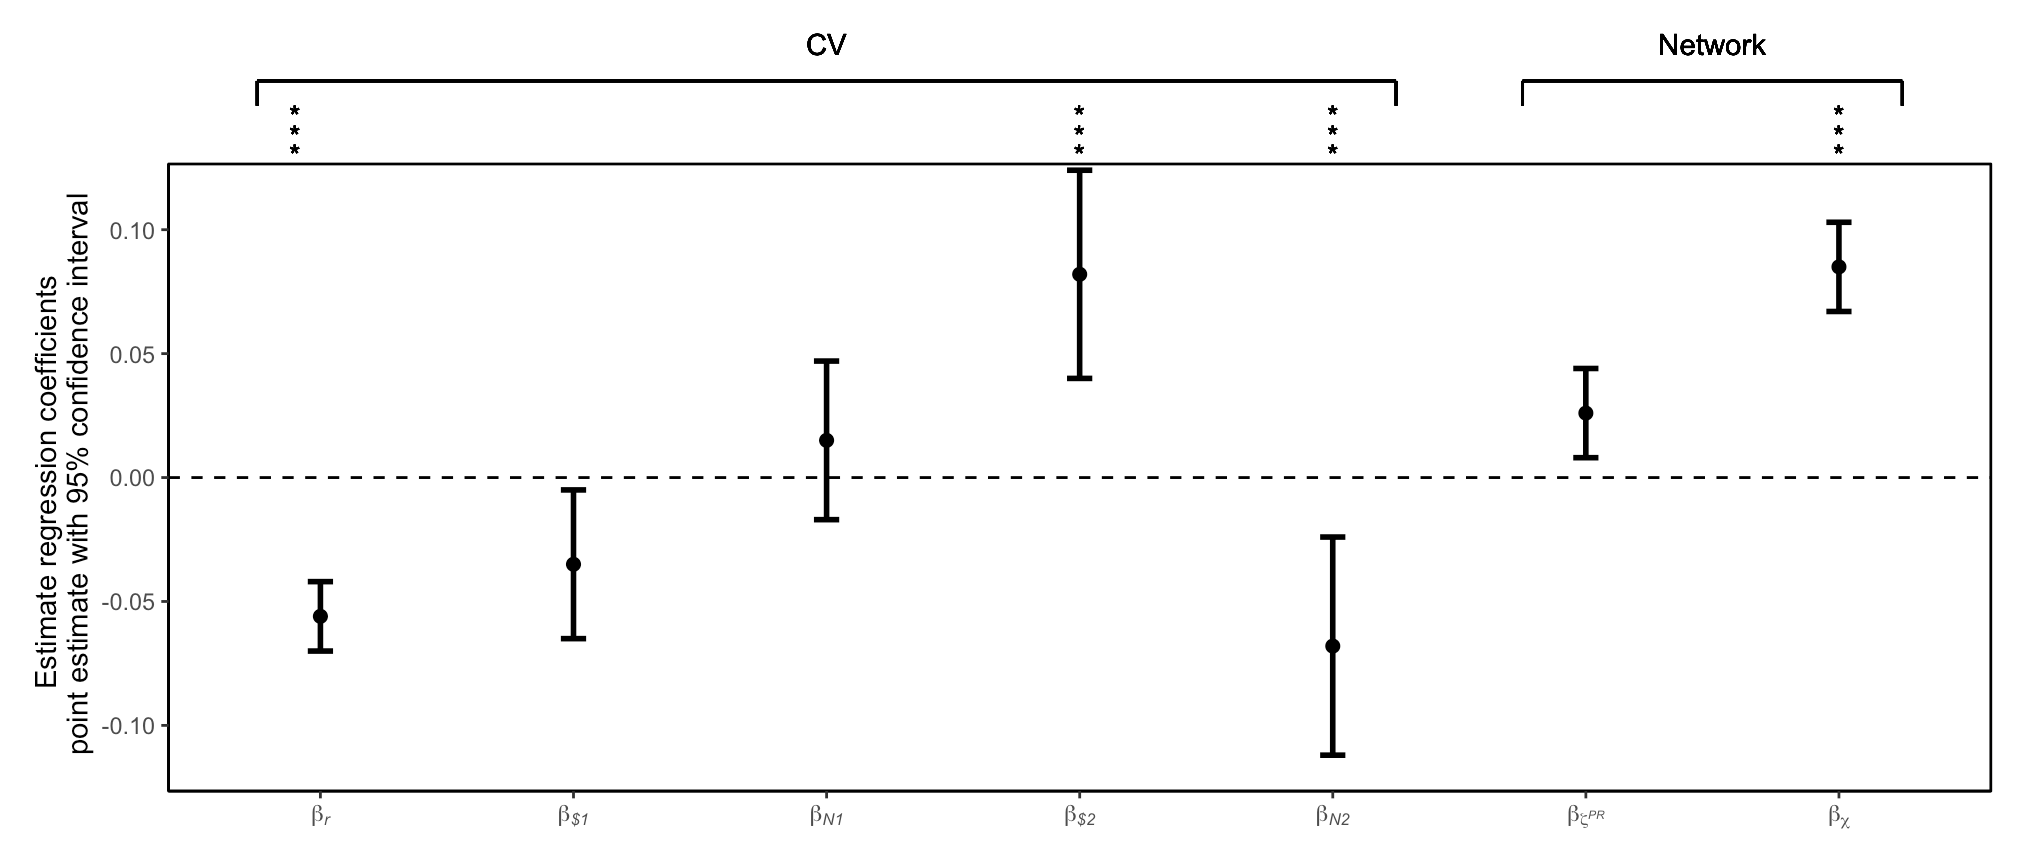 CV Network
* * * *
* * * *
* * * *
Estimate regression coefficients
point estimate with 95% confidence interval
0.10
0.05
0.00
-0.05
-0.10
βr β$1 βN1 β$2 βN2 βζPR βχ